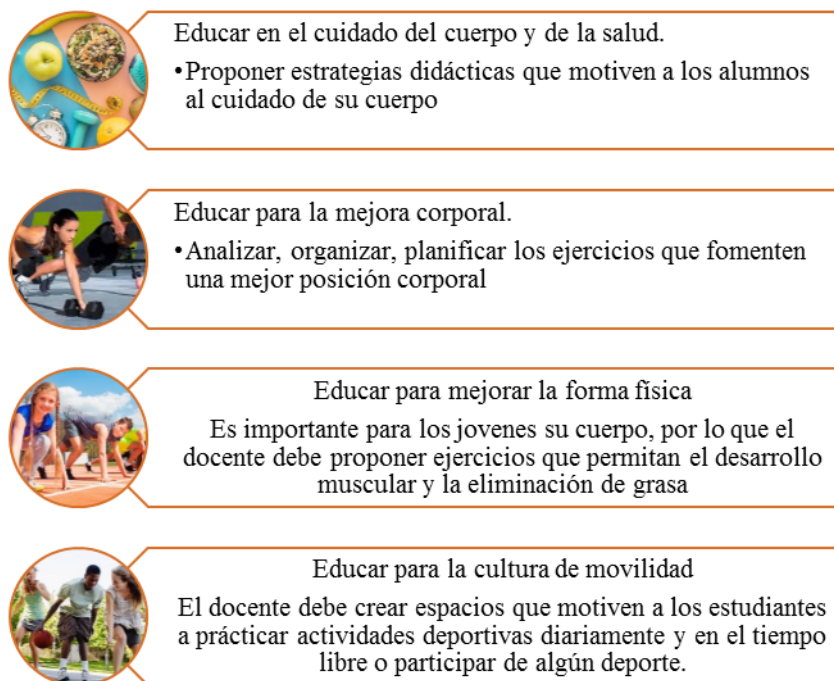 Educar en el cuidado del cuerpo y de la salud.
•Proponer estrategias didácticas que motiven a los alumnos
al cuidado de su cuerpo
Educar para la mejora corporal.
•Analizar, organizar, planificar los ejercicios que fomenten
una mejor posición corporal
Educar para mejorar la forma física
Es importante para los jovenes su cuerpo, por lo que el
docente debe proponer ejercicios que permitan el desarrollo
muscular y la eliminación de grasa
Educar para la cultura de movilidad
El docente debe crear espacios que motiven a los estudiantes
a prácticar actividades deportivas diariamente y en el tiempo
libre o participar de algún deporte.